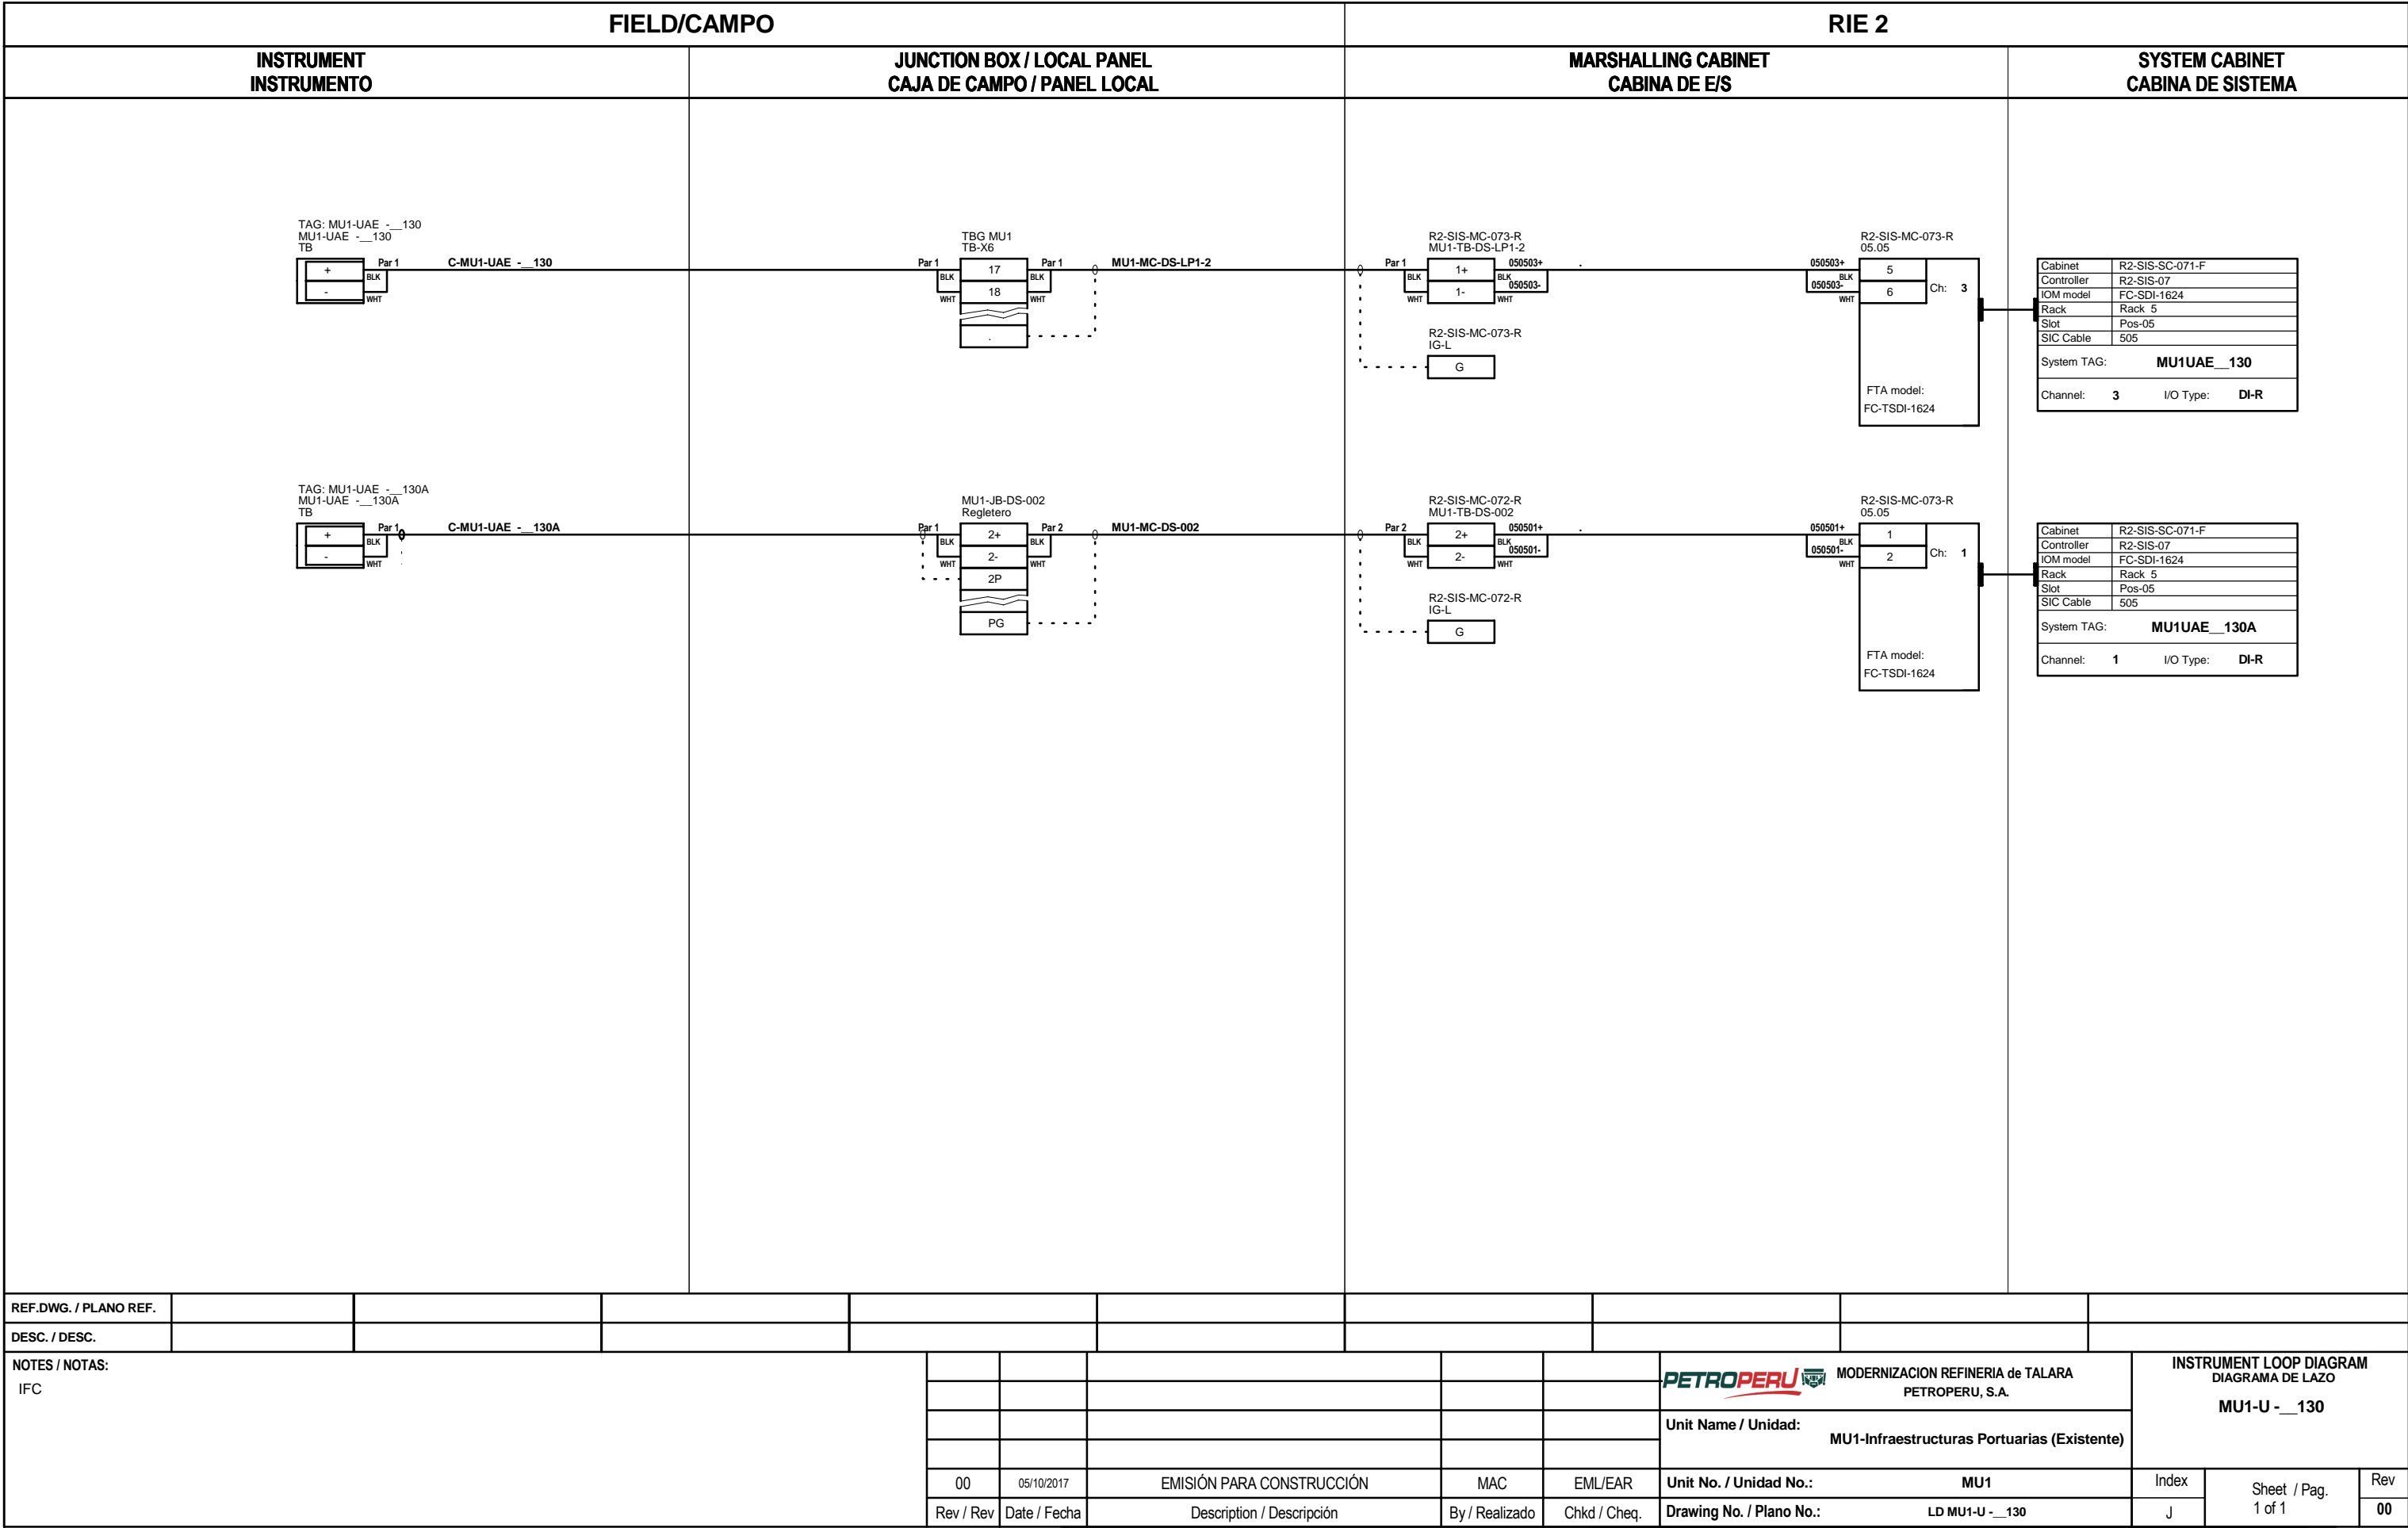 FIELD/CAMPO
RIE 2
INSTRUMENT
INSTRUMENTO
JUNCTION BOX / LOCAL PANEL
CAJA DE CAMPO / PANEL LOCAL
MARSHALLING CABINET
CABINA DE E/S
SYSTEM CABINET
CABINA DE SISTEMA
TAG: MU1-UAE -__130
MU1-UAE -__130
TB
+
-
Par 1
BLK
WHT
C-MU1-UAE -__130
TBG MU1
TB-X6
Par 1
BLK
WHT
17
18
.
Par 1
BLK
WHT
MU1-MC-DS-LP1-2
R2-SIS-MC-073-R
MU1-TB-DS-LP1-2
Par 1
BLK
WHT
1+
1-
050503+
BLK
050503-
WHT
.
R2-SIS-MC-073-R
IG-L
G
R2-SIS-MC-073-R
05.05
050503+
BLK
050503-
WHT
5
6
Ch: 3
FTA model:
FC-TSDI-1624
Cabinet R2-SIS-SC-071-F
Controller R2-SIS-07
IOM model FC-SDI-1624
Rack Rack 5
Slot Pos-05
SIC Cable 505
System TAG: MU1UAE__130
Channel: 3 I/O Type: DI-R
TAG: MU1-UAE -__130A
MU1-UAE -__130A
TB
+
-
Par 1
BLK
WHT
C-MU1-UAE -__130A
MU1-JB-DS-002
Regletero
Par 1
BLK
WHT
2+
2-
2P
PG
Par 2
BLK
WHT
MU1-MC-DS-002
R2-SIS-MC-072-R
MU1-TB-DS-002
Par 2
BLK
WHT
2+
2-
050501+
BLK
050501-
WHT
.
R2-SIS-MC-072-R
IG-L
G
R2-SIS-MC-073-R
05.05
050501+
BLK
050501-
WHT
1
2
Ch: 1
FTA model:
FC-TSDI-1624
Cabinet R2-SIS-SC-071-F
Controller R2-SIS-07
IOM model FC-SDI-1624
Rack Rack 5
Slot Pos-05
SIC Cable 505
System TAG: MU1UAE__130A
Channel: 1 I/O Type: DI-R
REF.DWG. / PLANO REF.
DESC. / DESC.
NOTES / NOTAS:
IFC
00 05/10/2017 EMISIÓN PARA CONSTRUCCIÓN MAC EML/EAR
Rev / Rev Date / Fecha Description / Descripción By / Realizado Chkd / Cheq.
PETROPERU
MODERNIZACION REFINERIA de TALARA
PETROPERU, S.A.
Unit Name / Unidad:
MU1-Infraestructuras Portuarias (Existente)
Unit No. / Unidad No.: MU1
Drawing No. / Plano No.: LD MU1-U -__130
INSTRUMENT LOOP DIAGRAM
DIAGRAMA DE LAZO
MU1-U -__130
Index
J
Sheet / Pag.
1 of 1
Rev
00